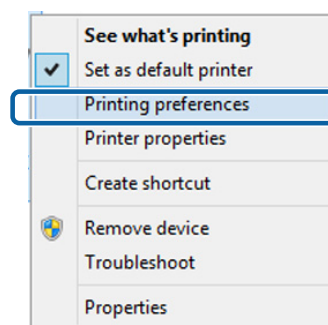 See what's printing
Set as default printer
Printing preferences
Printer properties
Create shortcut
Remove device
Troubleshoot
Properties